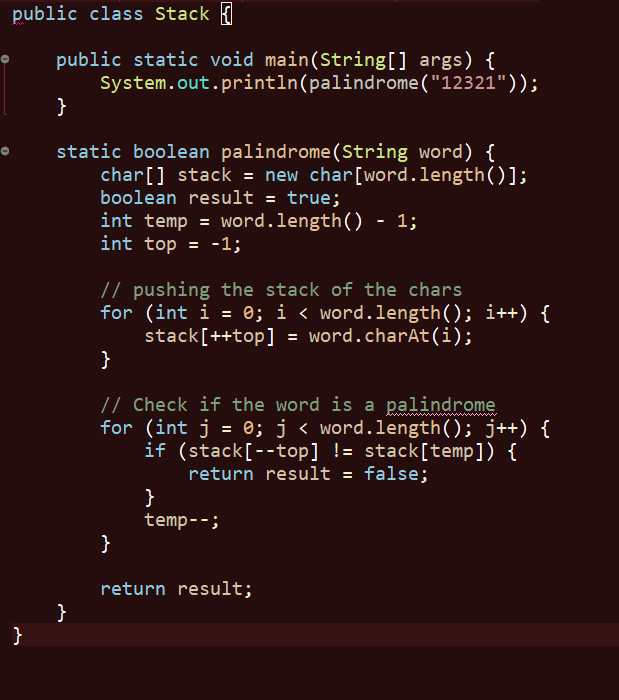 public class Stack {
public static void main(String[] args) {
System.out.println(palindrome("12321"));
}
static boolean palindrome(String word) {
char[] stack = new char[word.length()];
boolean result = true;
int temp = word.length() - 1;
int top = -1;
// pushing the stack of the chars
for (int i = 0; i < word.length(); i++) {
stack[++top] = word.charAt(i);
}
// Check if the word is a palindrome
for (int j = 0; j < word.length(); j++) {
if (stack[--top] != stack[temp]) {
return result = false;
}
temp--;
}
return result;
}
}